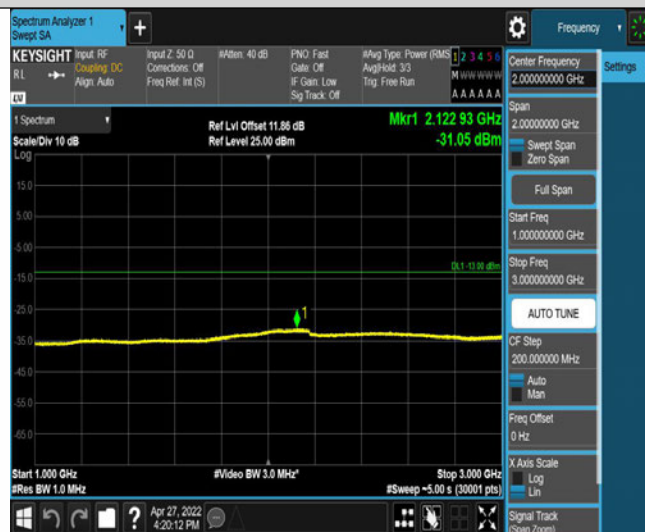 Spectrum Analyzer 1
Swept SA
+
Frequency
KEYSIGHT
Input: RF
Input Z: 50 Ω
#Atten: 40 dB
PNO: Fast
#Avg Type: Power (RMS
1 2 3 4 5 6
RL
Coupling: DC
Corrections: Off
Gate: Off
Avg|Hold: 3/3
M W W W W W
Align: Auto
Freq Ref: Int (S)
IF Gain: Low
Trig: Free Run
Sig Track: Off
A A A A A A
LXI
1 Spectrum
Ref Lvl Offset 11.86 dB
Mkr1 2.122 93 GHz
Scale/Div 10 dB
Ref Level 25.00 dBm
-31.05 dBm
Log
15.0
5.00
-5.00
DL1 -13.00 dBm
-15.0
-25.0
1
-35.0
-45.0
-55.0
-65.0
Start 1.000 GHz
#Video BW 3.0 MHz*
Stop 3.000 GHz
#Res BW 1.0 MHz
#Sweep ~5.00 s (30001 pts)
?
Apr 27, 2022
4:20:12 PM
Center Frequency
2.000000000 GHz
Settings
Span
2.00000000 GHz
Swept Span
Zero Span
Full Span
Start Freq
1.000000000 GHz
Stop Freq
3.000000000 GHz
AUTO TUNE
CF Step
200.000000 MHz
Auto
Man
Freq Offset
0 Hz
X Axis Scale
Log
Lin
Signal Track
(Span Zoom)